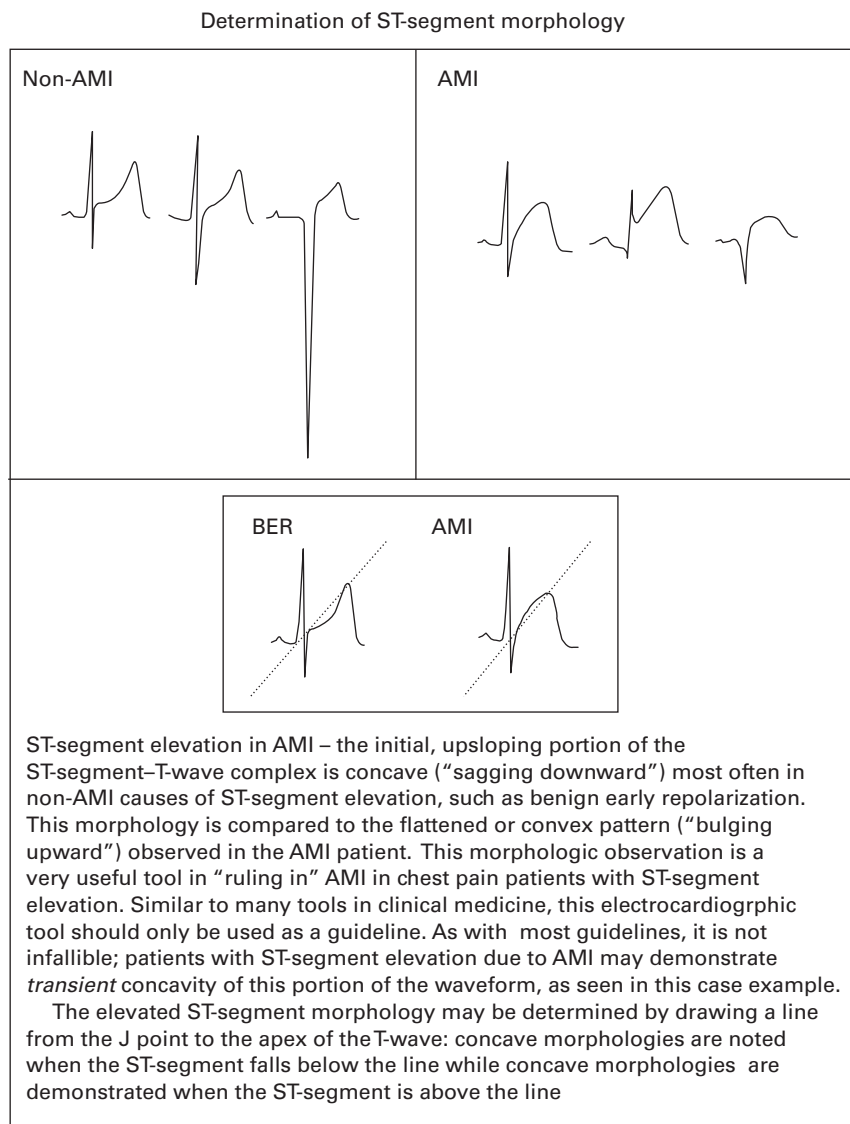 Determination of ST-segment morphology
Non-AMI
AMI
BER
AMI
ST-segment elevation in AMI – the initial, upsloping portion of the
ST-segment–T-wave complex is concave (“sagging downward”) most often in
non-AMI causes of ST-segment elevation, such as benign early repolarization.
This morphology is compared to the flattened or convex pattern (“bulging
upward”) observed in the AMI patient. This morphologic observation is a
very useful tool in “ruling in” AMI in chest pain patients with ST-segment
elevation. Similar to many tools in clinical medicine, this electrocardiogrphic
tool should only be used as a guideline. As with most guidelines, it is not
infallible; patients with ST-segment elevation due to AMI may demonstrate
transient concavity of this portion of the waveform, as seen in this case example.
The elevated ST-segment morphology may be determined by drawing a line
from the J point to the apex of the T-wave: concave morphologies are noted
when the ST-segment falls below the line while concave morphologies are
demonstrated when the ST-segment is above the line